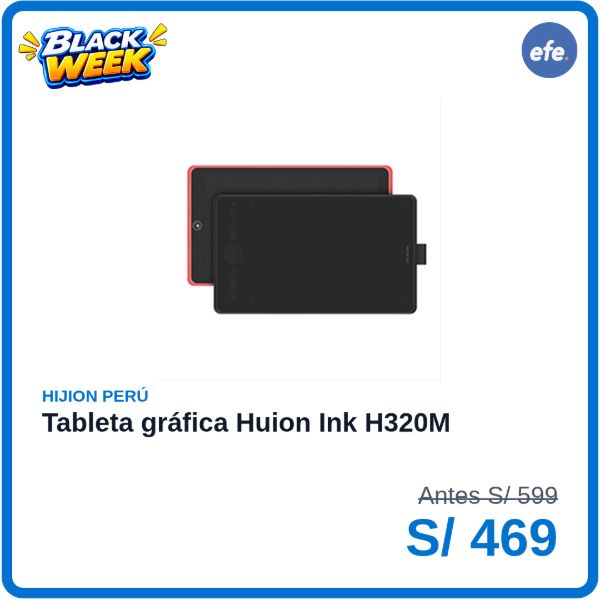 BLACK
WEEK
efe.
HIJION PERÚ
Tableta gráfica Huion Ink H320M
Antes S/ 599
S/ 469